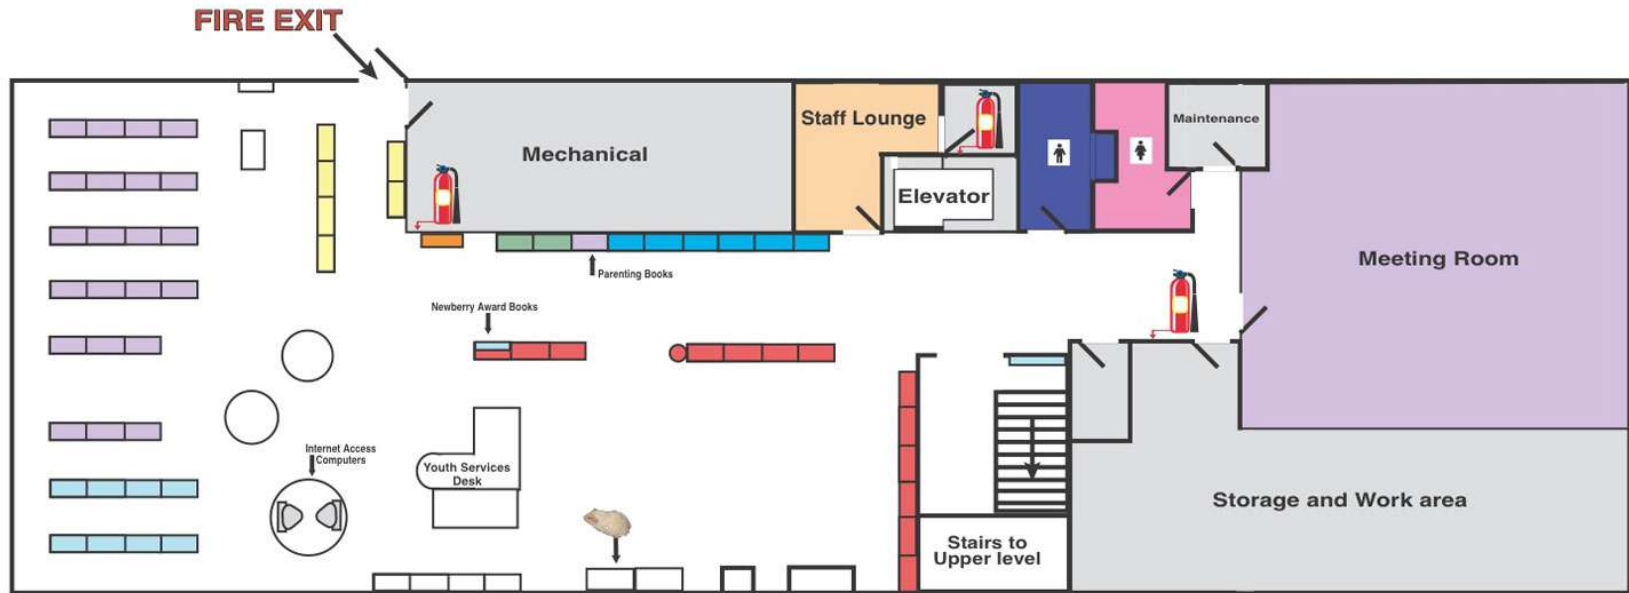 FIRE EXIT
Mechanical
Staff Lounge
Elevator
Maintenance
Meeting Room
Parenting Books
Newberry Award Books
Internet Access
Computers
Youth Services
Desk
Storage and Work area
Stairs to
Upper level